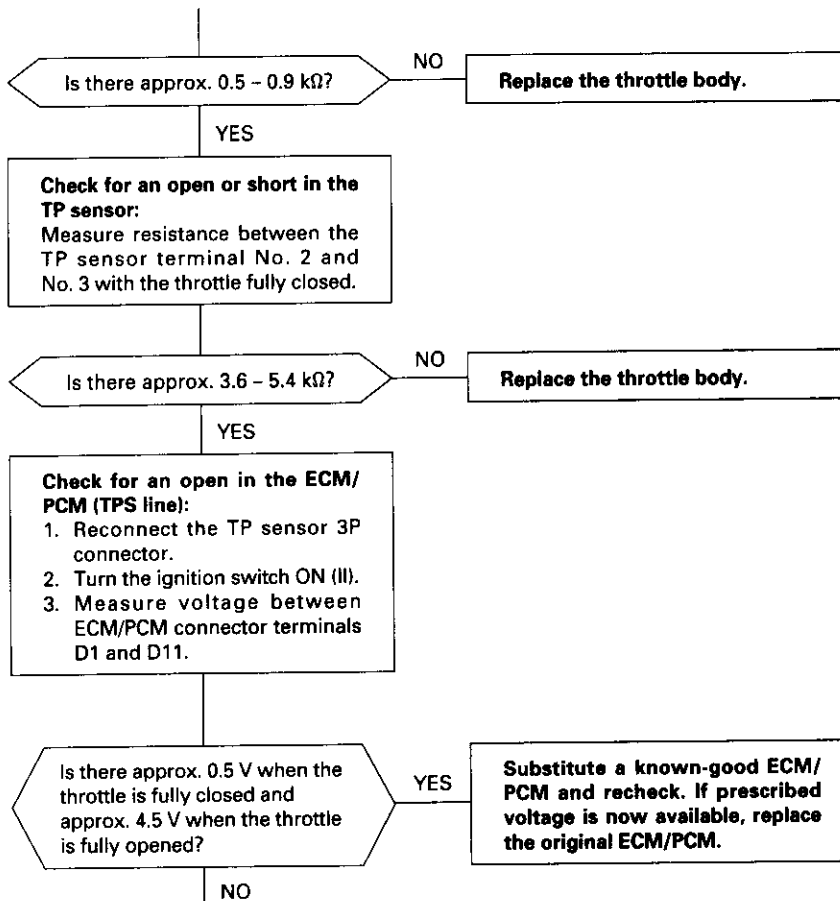 Is there approx. 0.5 – 0.9 kΩ?
NO
Replace the throttle body.
YES
Check for an open or short in the
TP sensor:
Measure resistance between the
TP sensor terminal No. 2 and
No. 3 with the throttle fully closed.
Is there approx. 3.6 – 5.4 kΩ?
NO
Replace the throttle body.
YES
Check for an open in the ECM/
PCM (TPS line):
1. Reconnect the TP sensor 3P
connector.
2. Turn the ignition switch ON (II).
3. Measure voltage between
ECM/PCM connector terminals
D1 and D11.
Is there approx. 0.5 V when the
throttle is fully closed and
approx. 4.5 V when the throttle
is fully opened?
YES
Substitute a known-good ECM/
PCM and recheck. If prescribed
voltage is now available, replace
the original ECM/PCM.
NO